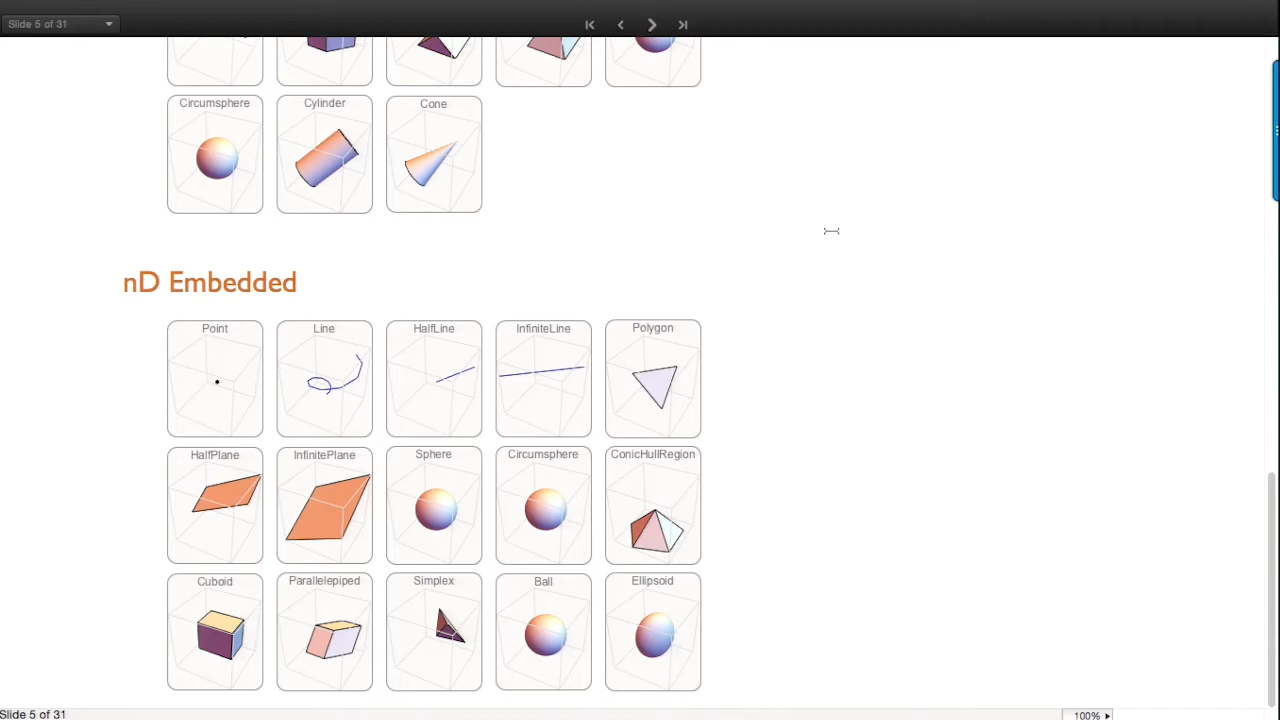 Slide 5 of 31
Circumsphere Cylinder Cone
nD Embedded
Point Line HalfLine InfiniteLine Polygon
HalfPlane InfinitePlane Sphere Circumsphere ConicHullRegion
Cuboid Parallelepiped Simplex Ball Ellipsoid
Slide 5 of 31 100%